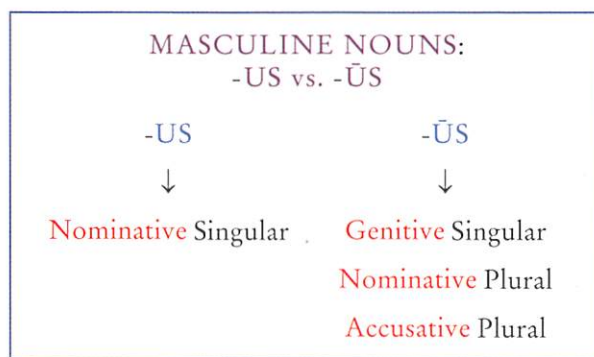 MASCULINE NOUNS:
-US vs. -ŪS
-US -ŪS
↓ ↓
Nominative Singular Genitive Singular
Nominative Plural
Accusative Plural